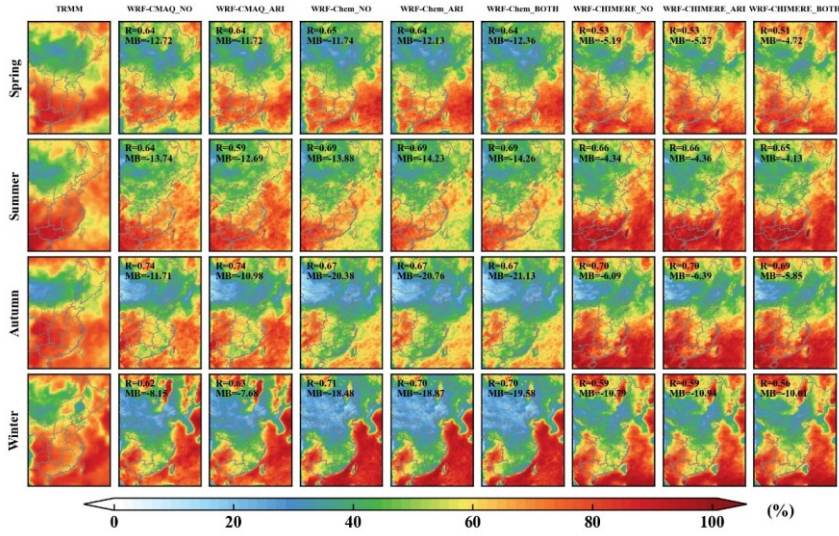 TRMM WRF-CMAQ_NO WRF-CMAQ_ARI WRF-Chem_NO WRF-Chem_ARI WRF-Chem_BOTH WRF-CHIMERE_NO WRF-CHIMERE_ARI WRF-CHIMERE_BOTH
Spring
R=0.64 R=0.64 R=0.65 R=0.64 R=0.64 R=0.53 R=0.53 R=0.51
MB=-12.72 MB=-11.72 MB=-11.74 MB=-12.13 MB=-12.36 MB=-5.19 MB=-5.27 MB=-4.72
Summer
R=0.64 R=0.59 R=0.69 R=0.69 R=0.69 R=0.66 R=0.66 R=0.65
MB=-13.74 MB=-12.69 MB=-13.88 MB=-14.23 MB=-14.26 MB=-4.34 MB=-4.36 MB=-4.13
Autumn
R=0.74 R=0.74 R=0.67 R=0.67 R=0.67 R=0.70 R=0.70 R=0.69
MB=-11.71 MB=-10.98 MB=-20.38 MB=-20.76 MB=-21.13 MB=-6.09 MB=-6.39 MB=-5.85
Winter
R=0.62 R=0.63 R=0.71 R=0.70 R=0.70 R=0.59 R=0.59 R=0.56
MB=-8.15 MB=-7.68 MB=-18.48 MB=-18.87 MB=-19.58 MB=-10.79 MB=-10.94 MB=-10.01
0 20 40 60 80 100 (%)